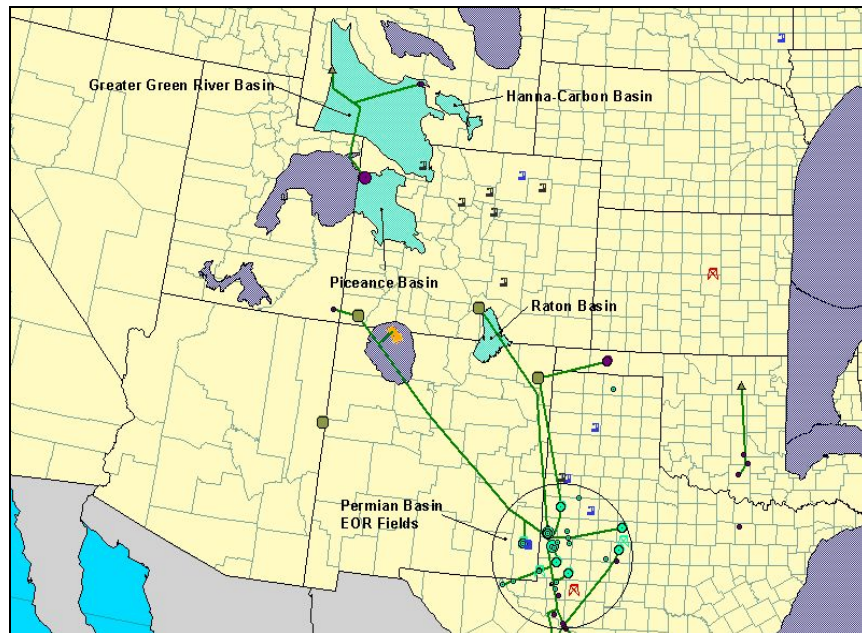 Greater Green River Basin
Hanna-Carbon Basin
Piceance Basin
Raton Basin
Permian Basin
EOR Fields